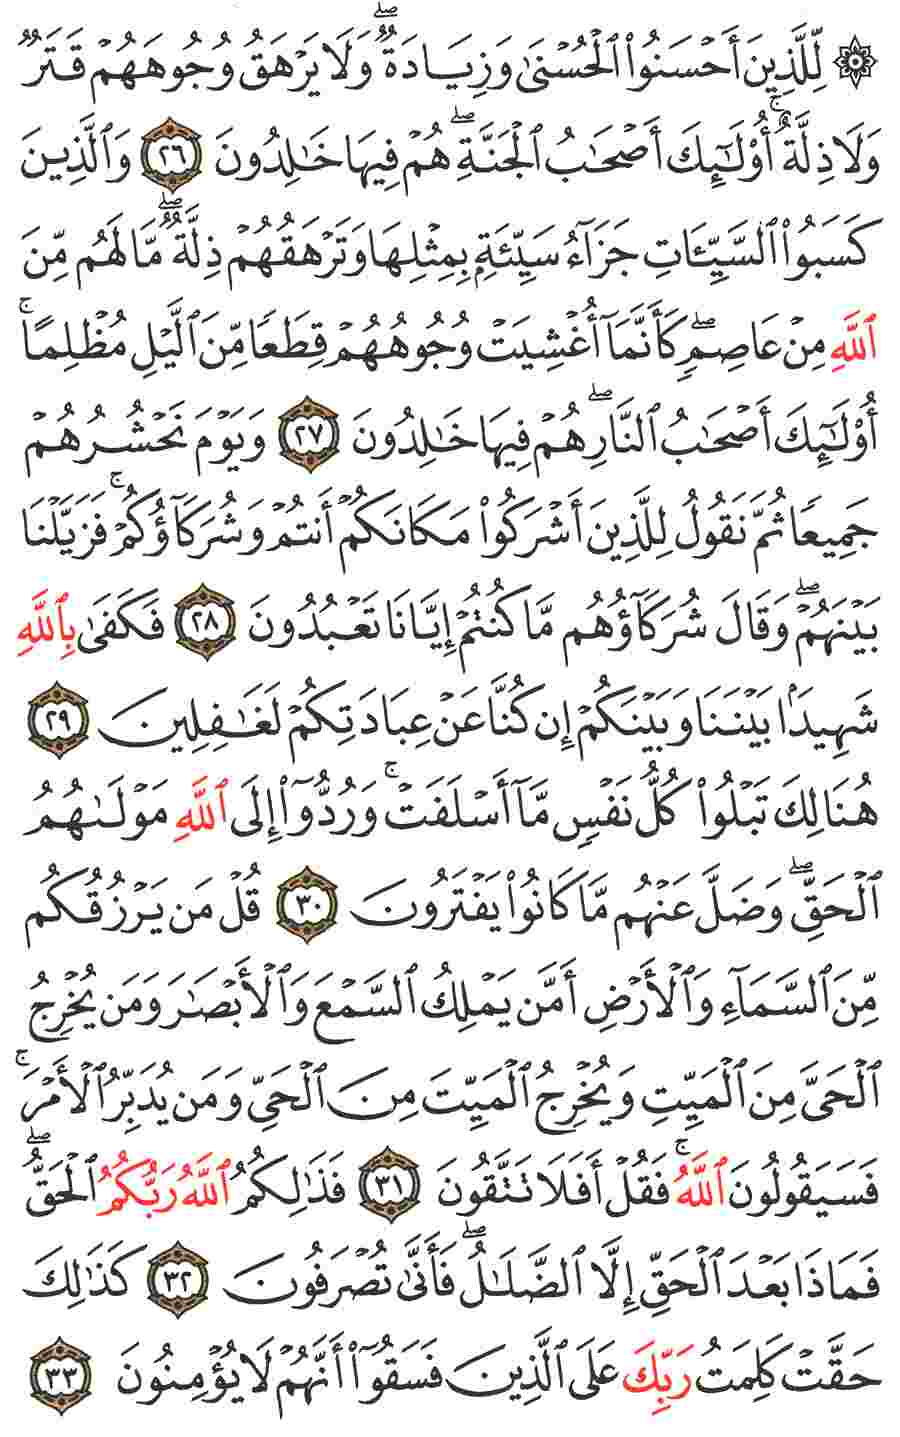 ۞ لِّلَّذِينَ أَحۡسَنُواْ ٱلۡحُسۡنَىٰ وَزِيَادَةٞۖ وَلَا يَرۡهَقُ وُجُوهَهُمۡ قَتَرٞ
وَلَا ذِلَّةٌۚ أُوْلَٰٓئِكَ أَصۡحَٰبُ ٱلۡجَنَّةِۖ هُمۡ فِيهَا خَٰلِدُونَ ٢٦ وَٱلَّذِينَ
كَسَبُواْ ٱلسَّيِّـَٔاتِ جَزَآءُ سَيِّئَةِۭ بِمِثۡلِهَا وَتَرۡهَقُهُمۡ ذِلَّةٞۖ مَّا لَهُم مِّنَ
ٱللَّهِ مِنۡ عَاصِمٖۖ كَأَنَّمَآ أُغۡشِيَتۡ وُجُوهُهُمۡ قِطَعٗا مِّنَ ٱلَّيۡلِ مُظۡلِمًاۚ
أُوْلَٰٓئِكَ أَصۡحَٰبُ ٱلنَّارِۖ هُمۡ فِيهَا خَٰلِدُونَ ٢٧ وَيَوۡمَ نَحۡشُرُهُمۡ
جَمِيعٗا ثُمَّ نَقُولُ لِلَّذِينَ أَشۡرَكُواْ مَكَانَكُمۡ أَنتُمۡ وَشُرَكَآؤُكُمۡۚ فَزَيَّلۡنَا
بَيۡنَهُمۡۖ وَقَالَ شُرَكَآؤُهُم مَّا كُنتُمۡ إِيَّانَا تَعۡبُدُونَ ٢٨ فَكَفَىٰ بِٱللَّهِ
شَهِيدَۢا بَيۡنَنَا وَبَيۡنَكُمۡ إِن كُنَّا عَنۡ عِبَادَتِكُمۡ لَغَٰفِلِينَ ٢٩
هُنَالِكَ تَبۡلُواْ كُلُّ نَفۡسٖ مَّآ أَسۡلَفَتۡۚ وَرُدُّوٓاْ إِلَى ٱللَّهِ مَوۡلَىٰهُمُ
ٱلۡحَقِّۖ وَضَلَّ عَنۡهُم مَّا كَانُواْ يَفۡتَرُونَ ٣٠ قُلۡ مَن يَرۡزُقُكُم
مِّنَ ٱلسَّمَآءِ وَٱلۡأَرۡضِ أَمَّن يَمۡلِكُ ٱلسَّمۡعَ وَٱلۡأَبۡصَٰرَ وَمَن يُخۡرِجُ
ٱلۡحَيَّ مِنَ ٱلۡمَيِّتِ وَيُخۡرِجُ ٱلۡمَيِّتَ مِنَ ٱلۡحَيِّ وَمَن يُدَبِّرُ ٱلۡأَمۡرَۚ
فَسَيَقُولُونَ ٱللَّهُۚ فَقُلۡ أَفَلَا تَتَّقُونَ ٣١ فَذَٰلِكُمُ ٱللَّهُ رَبُّكُمُ ٱلۡحَقُّۖ
فَمَاذَا بَعۡدَ ٱلۡحَقِّ إِلَّا ٱلضَّلَٰلُۖ فَأَنَّىٰ تُصۡرَفُونَ ٣٢ كَذَٰلِكَ
حَقَّتۡ كَلِمَتُ رَبِّكَ عَلَى ٱلَّذِينَ فَسَقُوٓاْ أَنَّهُمۡ لَا يُؤۡمِنُونَ ٣٣